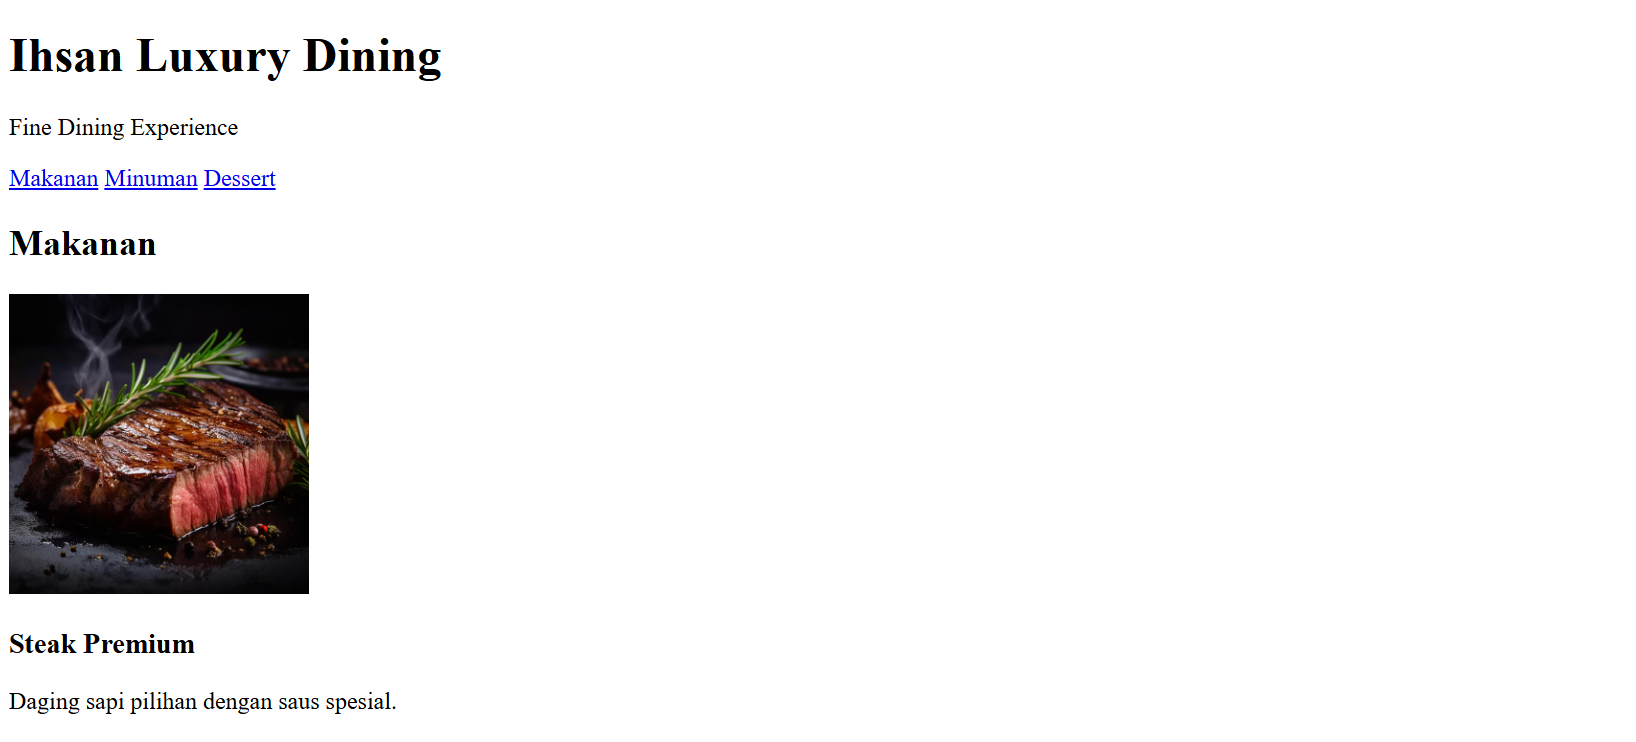 Ihsan Luxury Dining
Fine Dining Experience
Makanan Minuman Dessert
Makanan
Steak Premium
Daging sapi pilihan dengan saus spesial.